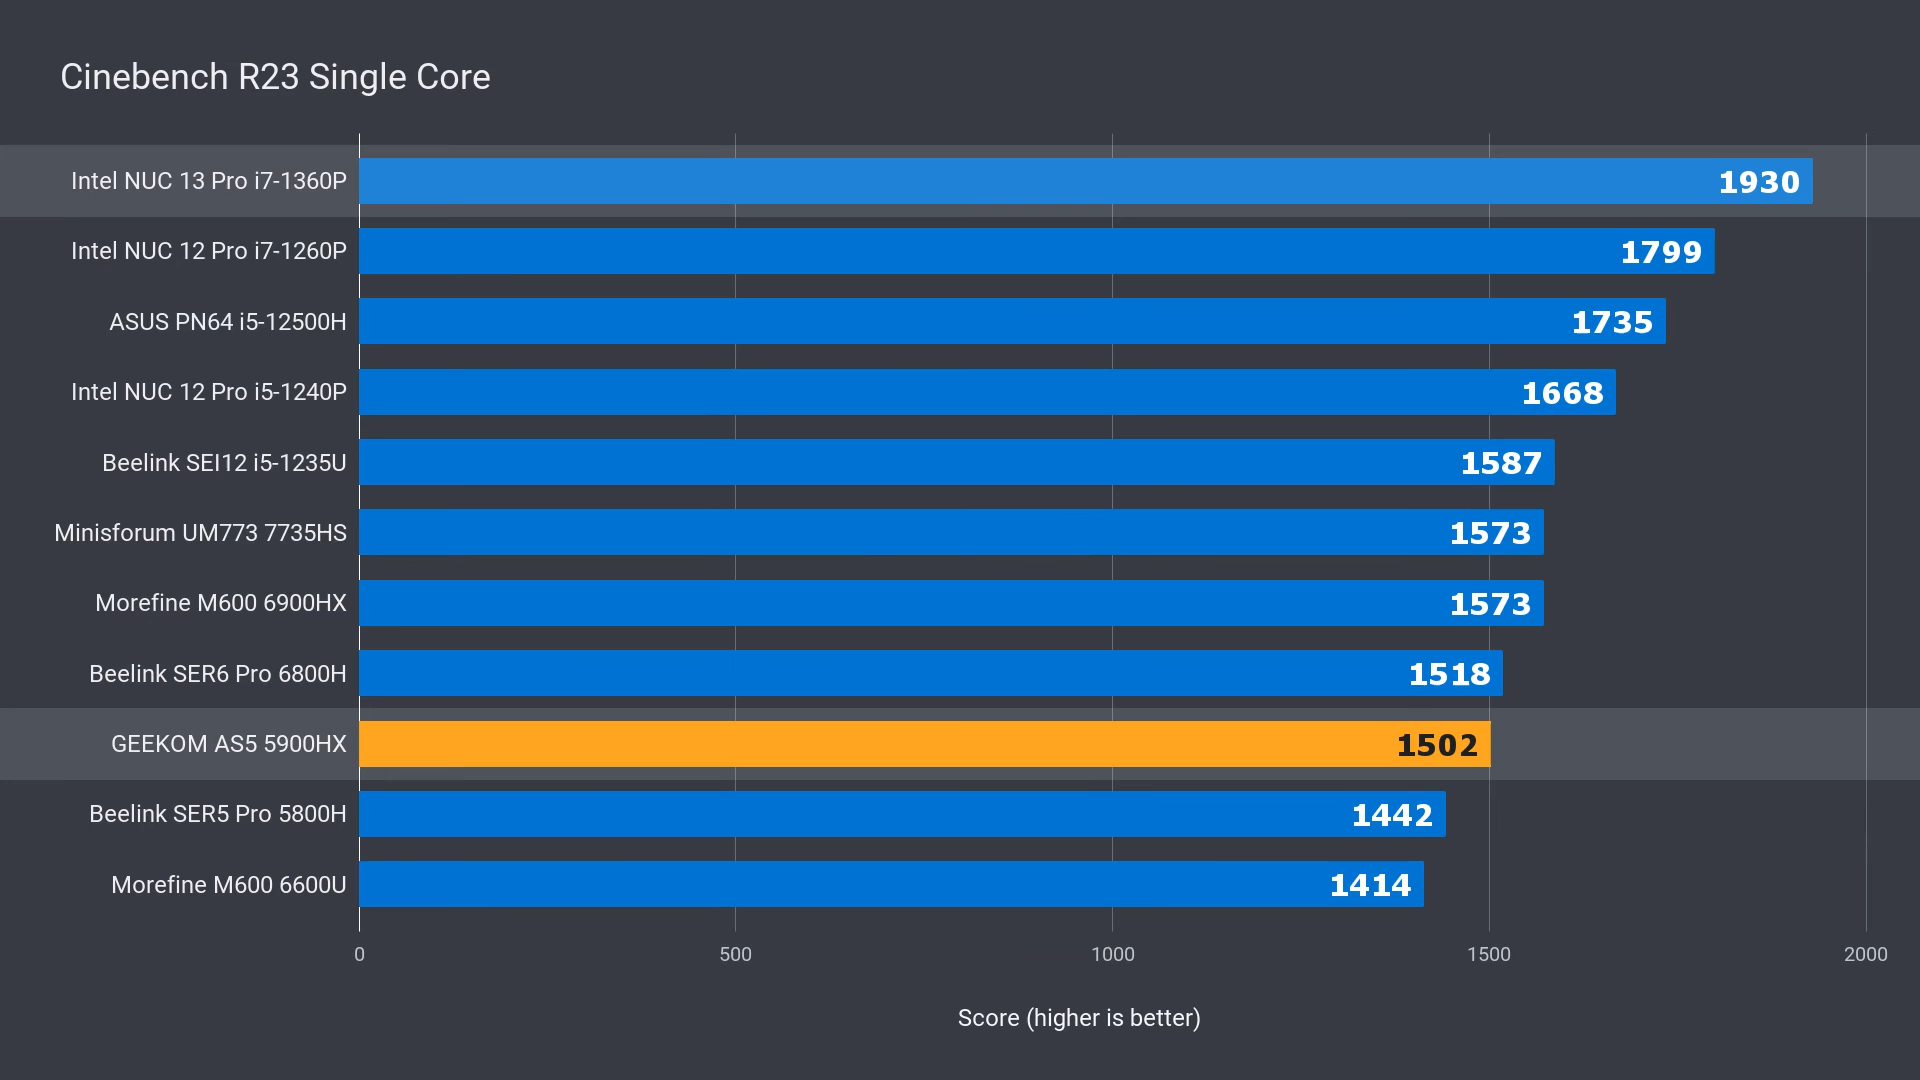 Cinebench R23 Single Core
Intel NUC 13 Pro i7-1360P 1930
Intel NUC 12 Pro i7-1260P 1799
ASUS PN64 i5-12500H 1735
Intel NUC 12 Pro i5-1240P 1668
Beelink SEI12 i5-1235U 1587
Minisforum UM773 7735HS 1573
Morefine M600 6900HX 1573
Beelink SER6 Pro 6800H 1518
GEEKOM AS5 5900HX 1502
Beelink SER5 Pro 5800H 1442
Morefine M600 6600U 1414
0 500 1000 1500 2000
Score (higher is better)